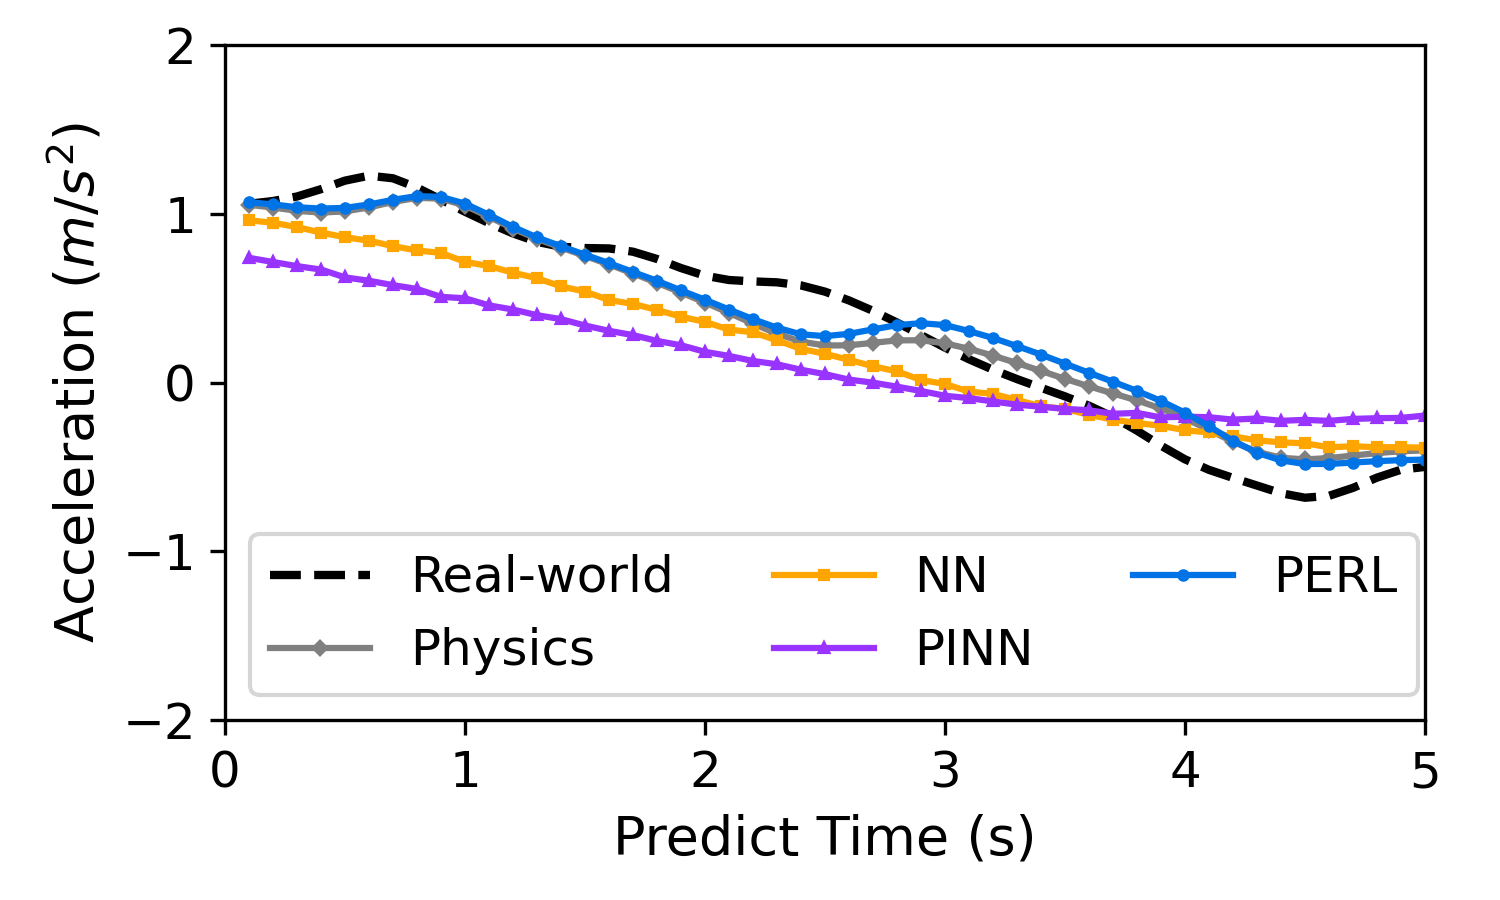 2
1
0
−1
−2
Acceleration (m/s²)
Real-world
Physics
NN
PINN
PERL
0 1 2 3 4 5
Predict Time (s)